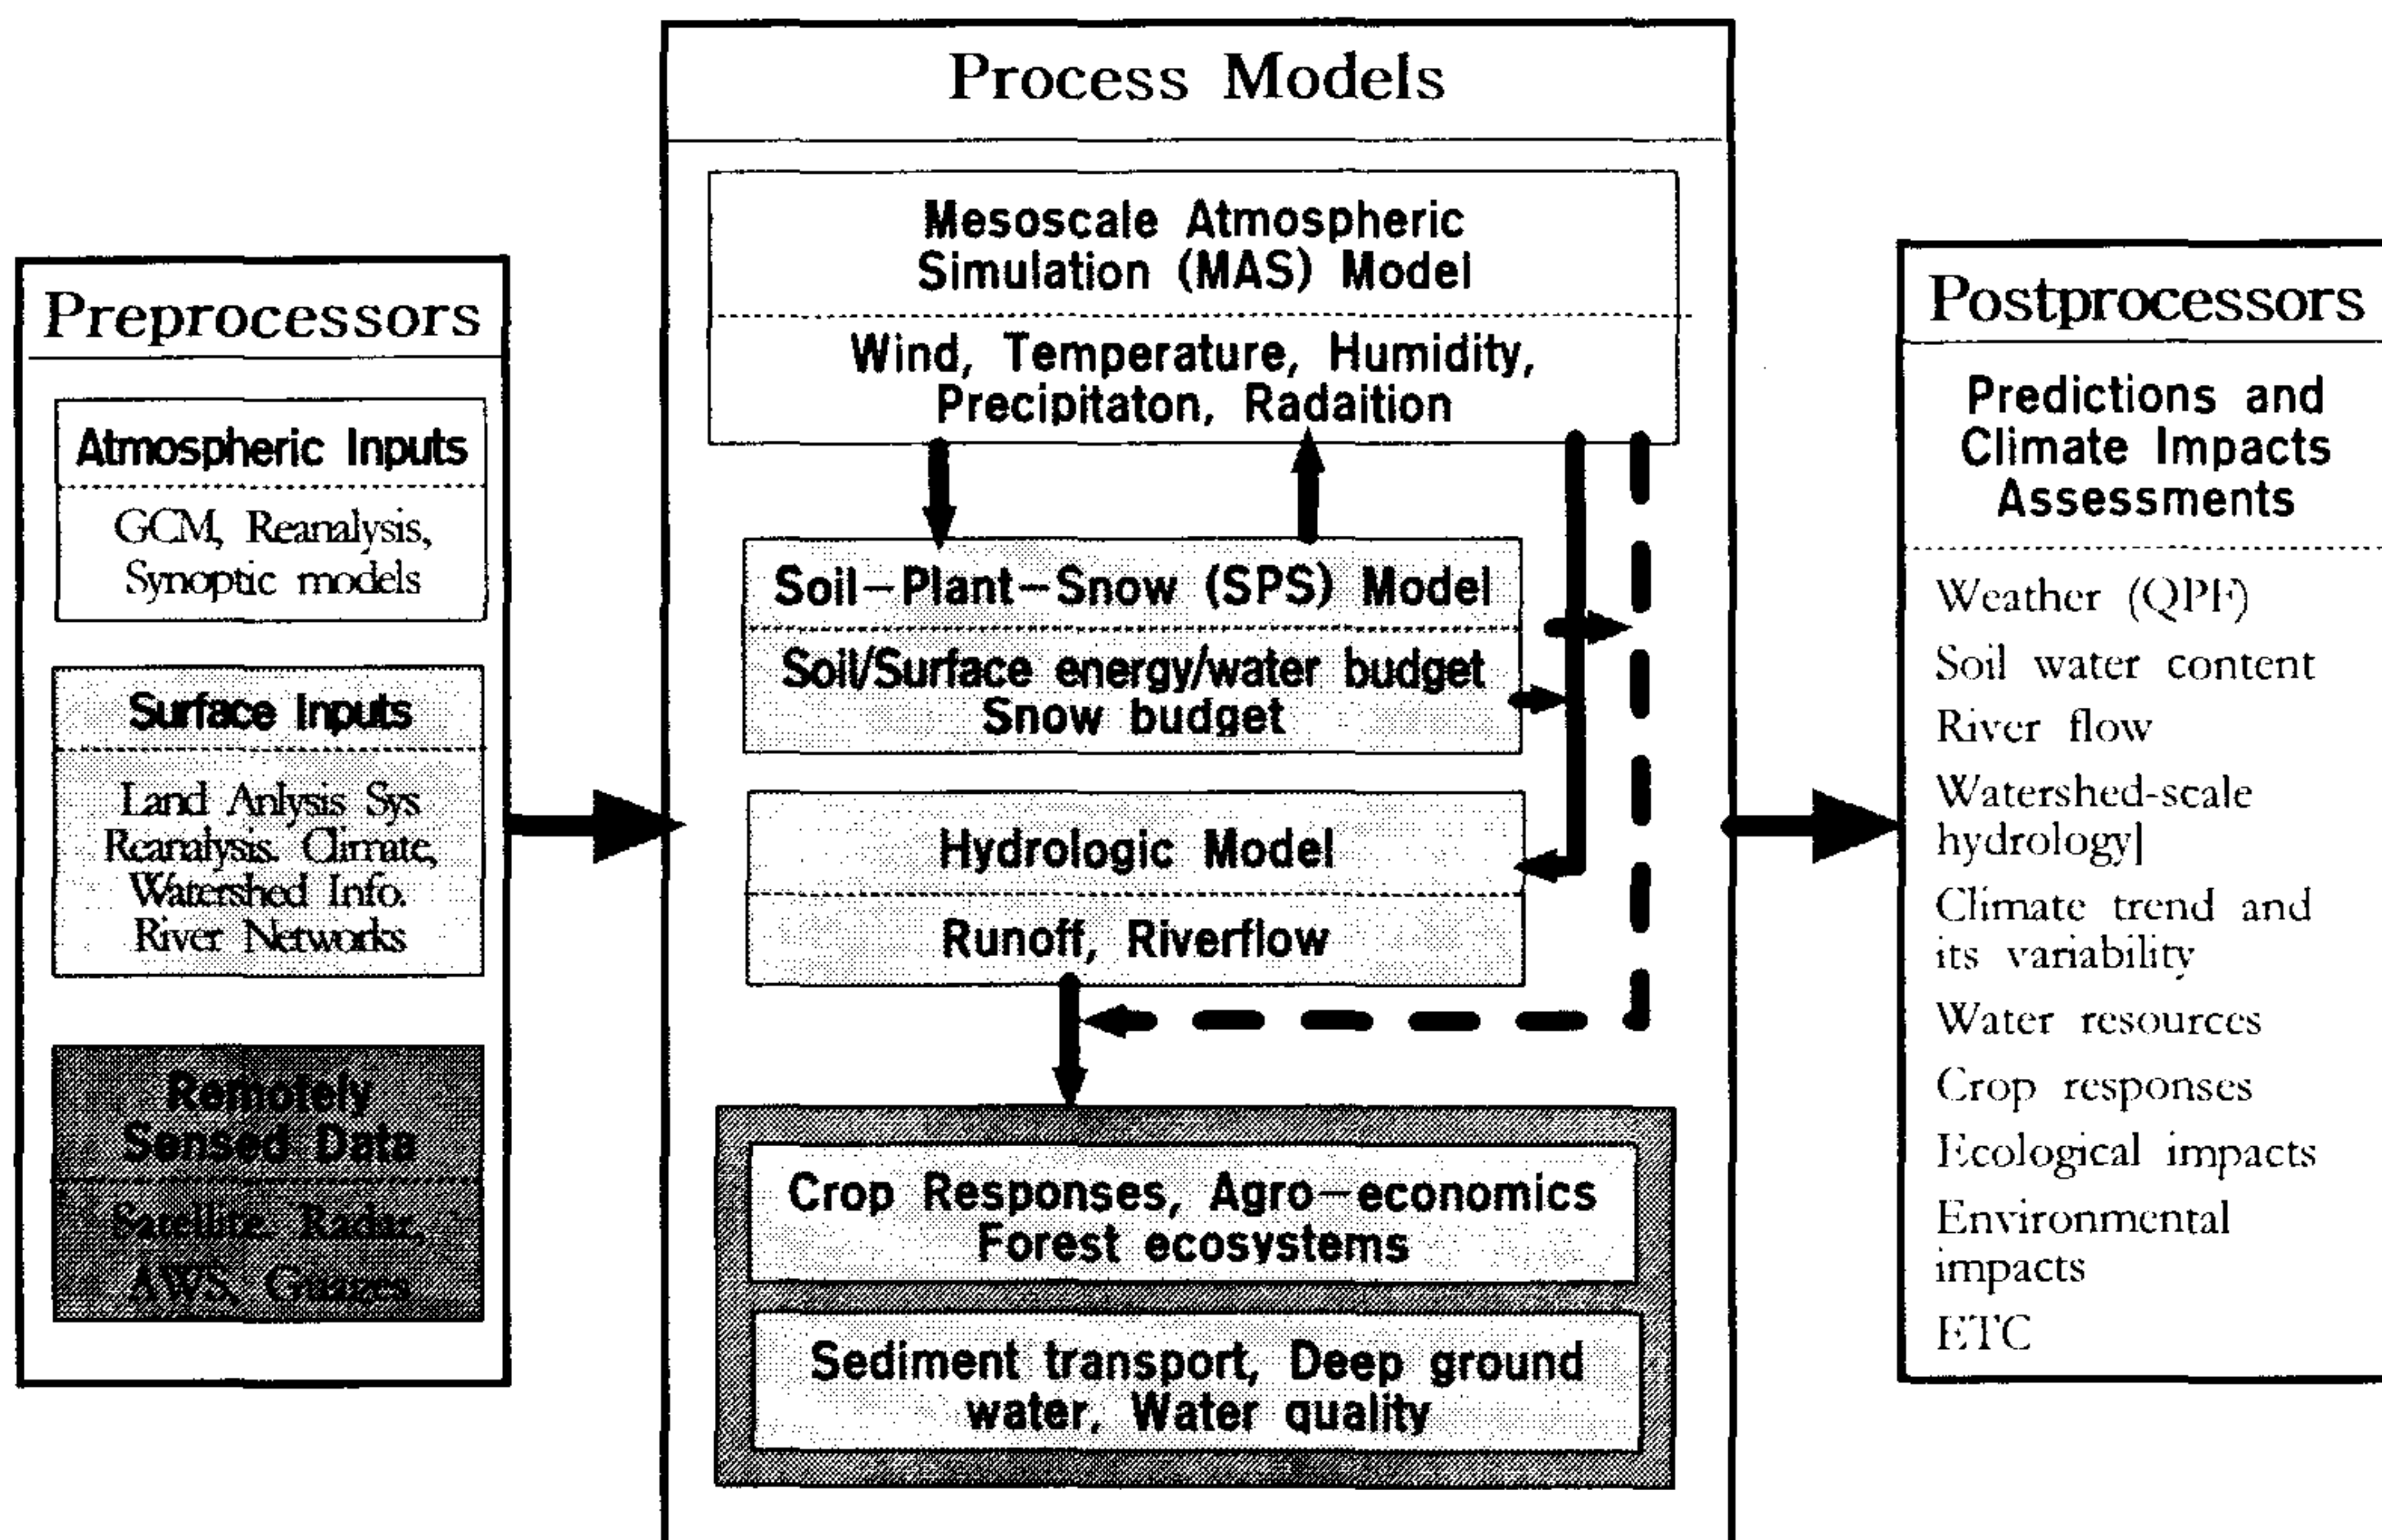 Preprocessors
Atmospheric Inputs
GCM, Reanalysis,
Synoptic models
Surface Inputs
Land Anlysis Sys
Reanalysis. Climate,
Watershed Info.
River Networks
Remotely
Sensed Data
Satellite. Radar,
AWS, Guazes
Process Models
Mesoscale Atmospheric
Simulation (MAS) Model
Wind, Temperature, Humidity,
Precipitaton, Radaition
Soil-Plant-Snow (SPS) Model
Soil/Surface energy/water budget
Snow budget
Hydrologic Model
Runoff, Riverflow
Crop Responses, Agro-economics
Forest ecosystems
Sediment transport, Deep ground
water, Water quality
Postprocessors
Predictions and
Climate Impacts
Assessments
Weather (QPF)
Soil water content
River flow
Watershed-scale
hydrology]
Climate trend and
its variability
Water resources
Crop responses
Ecological impacts
Environmental
impacts
ETC